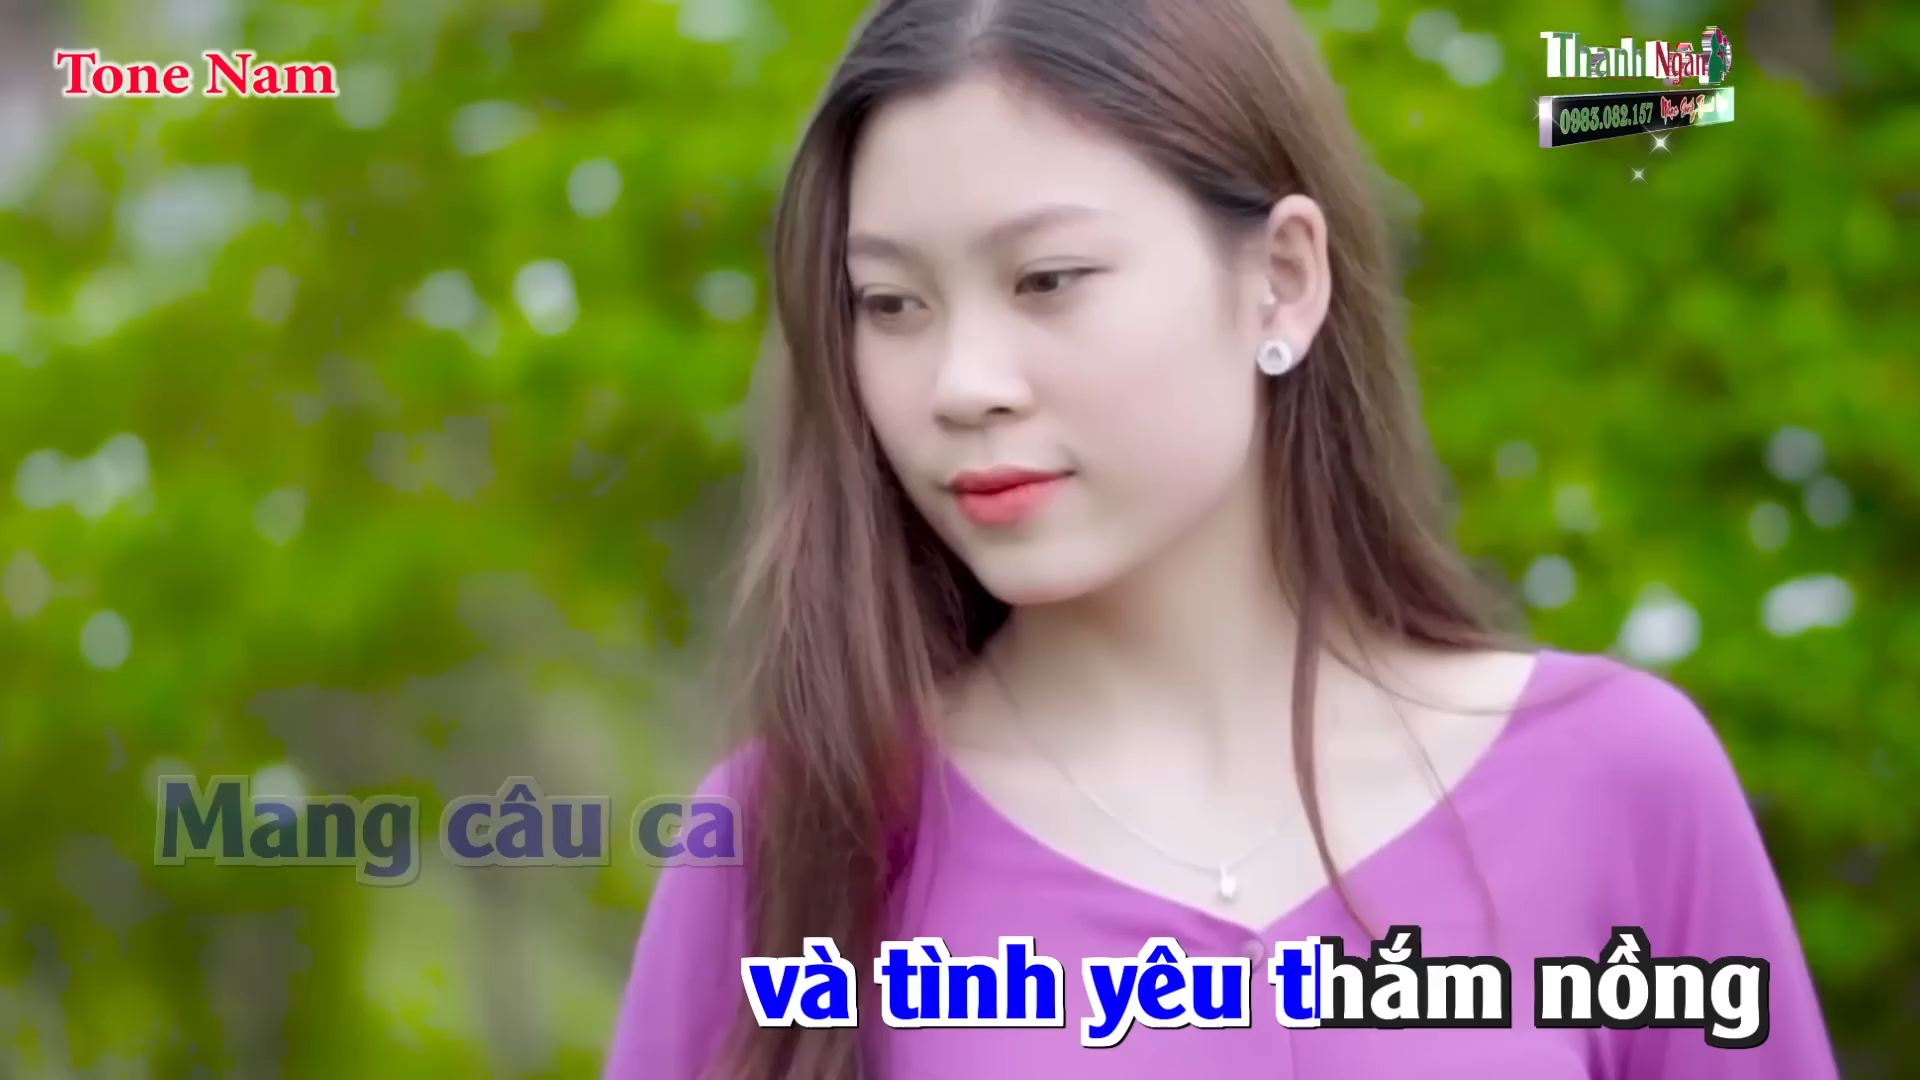 Tone Nam
Thanh Ngân
0983.082.157
Mang câu ca
và tình yêu thắm nồng